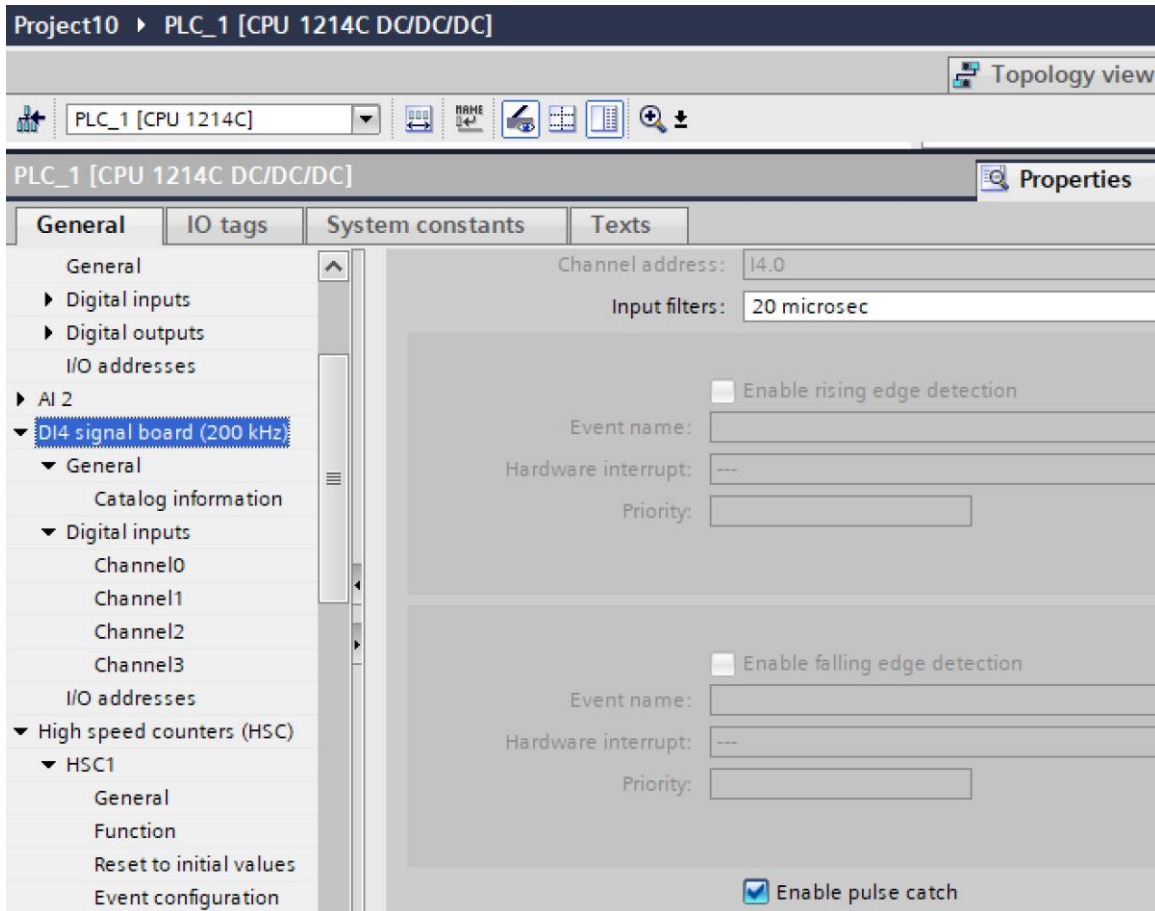 Project10 ▸ PLC_1 [CPU 1214C DC/DC/DC]
Topology view
PLC_1 [CPU 1214C]
NAME
PLC_1 [CPU 1214C DC/DC/DC]
Properties
General IO tags System constants Texts
General
Digital inputs
Digital outputs
I/O addresses
AI 2
DI4 signal board (200 kHz)
General
Catalog information
Digital inputs
Channel0
Channel1
Channel2
Channel3
I/O addresses
High speed counters (HSC)
HSC1
General
Function
Reset to initial values
Event configuration
Channel address: I4.0
Input filters: 20 microsec
Enable rising edge detection
Event name:
Hardware interrupt: ---
Priority:
Enable falling edge detection
Event name:
Hardware interrupt: ---
Priority:
Enable pulse catch